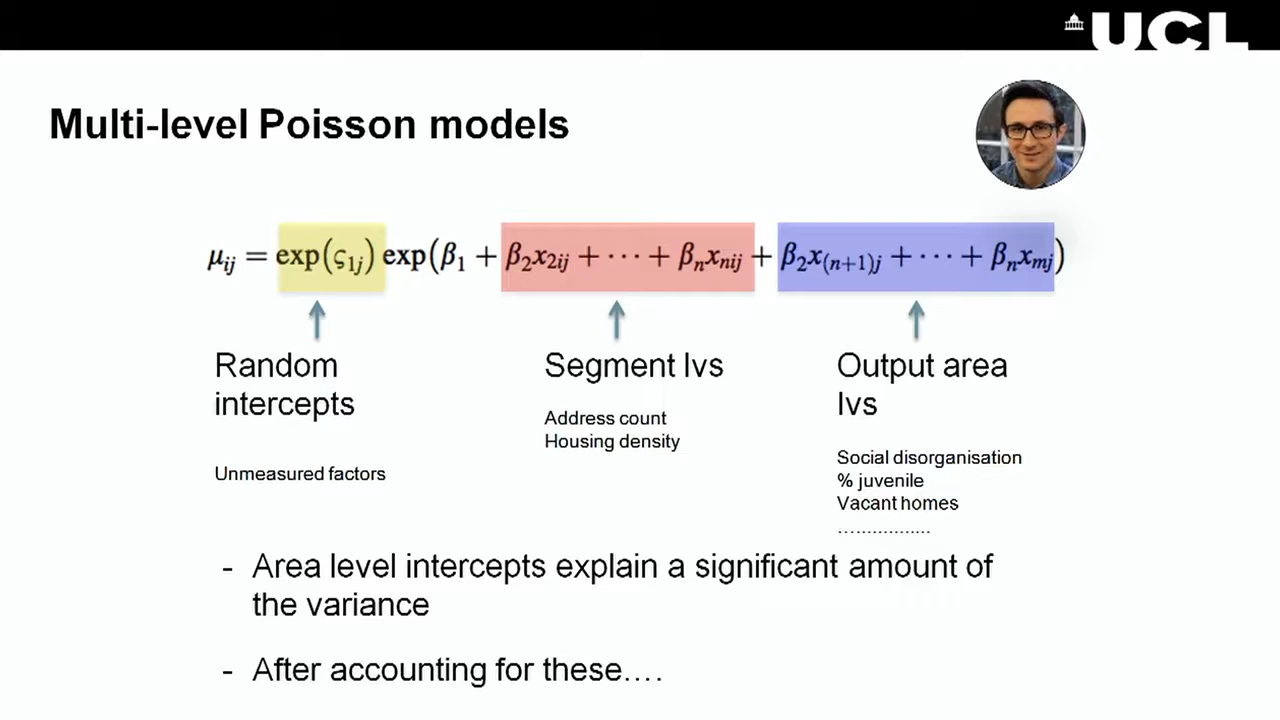 UCL
Multi-level Poisson models
μij = exp(ς1j) exp(β1 + β2x2ij + ··· + βnxnij + β2x(n+1)j + ··· + βnxmj)
Random
intercepts
Unmeasured factors
Segment Ivs
Address count
Housing density
Output area
Ivs
Social disorganisation
% juvenile
Vacant homes
………………
- Area level intercepts explain a significant amount of
the variance
- After accounting for these….